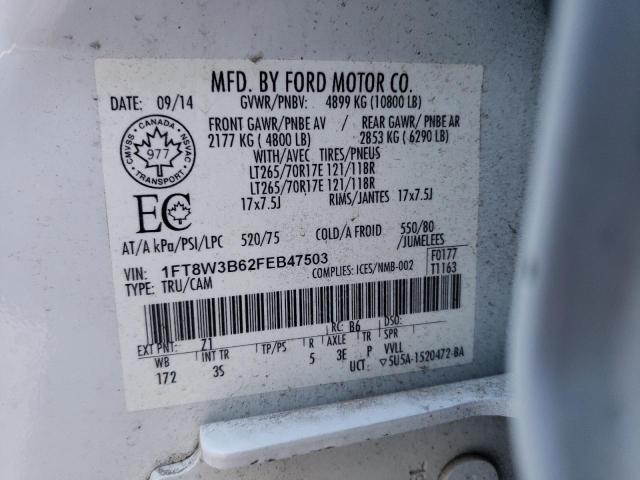 MFD. BY FORD MOTOR CO.
DATE: 09/14 GVWR/PNBV: 4899 KG (10800 LB)
FRONT GAWR/PNBE AV REAR GAWR/PNBE AR
2177 KG ( 4800 LB) 2853 KG ( 6290 LB)
WITH/AVEC TIRES/PNEUS
LT265/70R17E 121/118R
LT265/70R17E 121/118R
17x7.5J RIMS/JANTES 17x7.5J
CANADA
CMVSS NSVAC
977
TRANSPORT
EC
AT/A kPa/PSI/LPC 520/75 COLD/A FROID 550/80
/JUMELEES
VIN: 1FT8W3B62FEB47503
TYPE: TRU/CAM COMPLIES: ICES/NMB-002
F0177
T1163
EXT PNT: Z1 RC: B6 DSO:
WB INT TR TP/PS R AXLE TR SPR
172 3S 5 3E P VVLL
UCT: ▽5U5A-1520472-BA